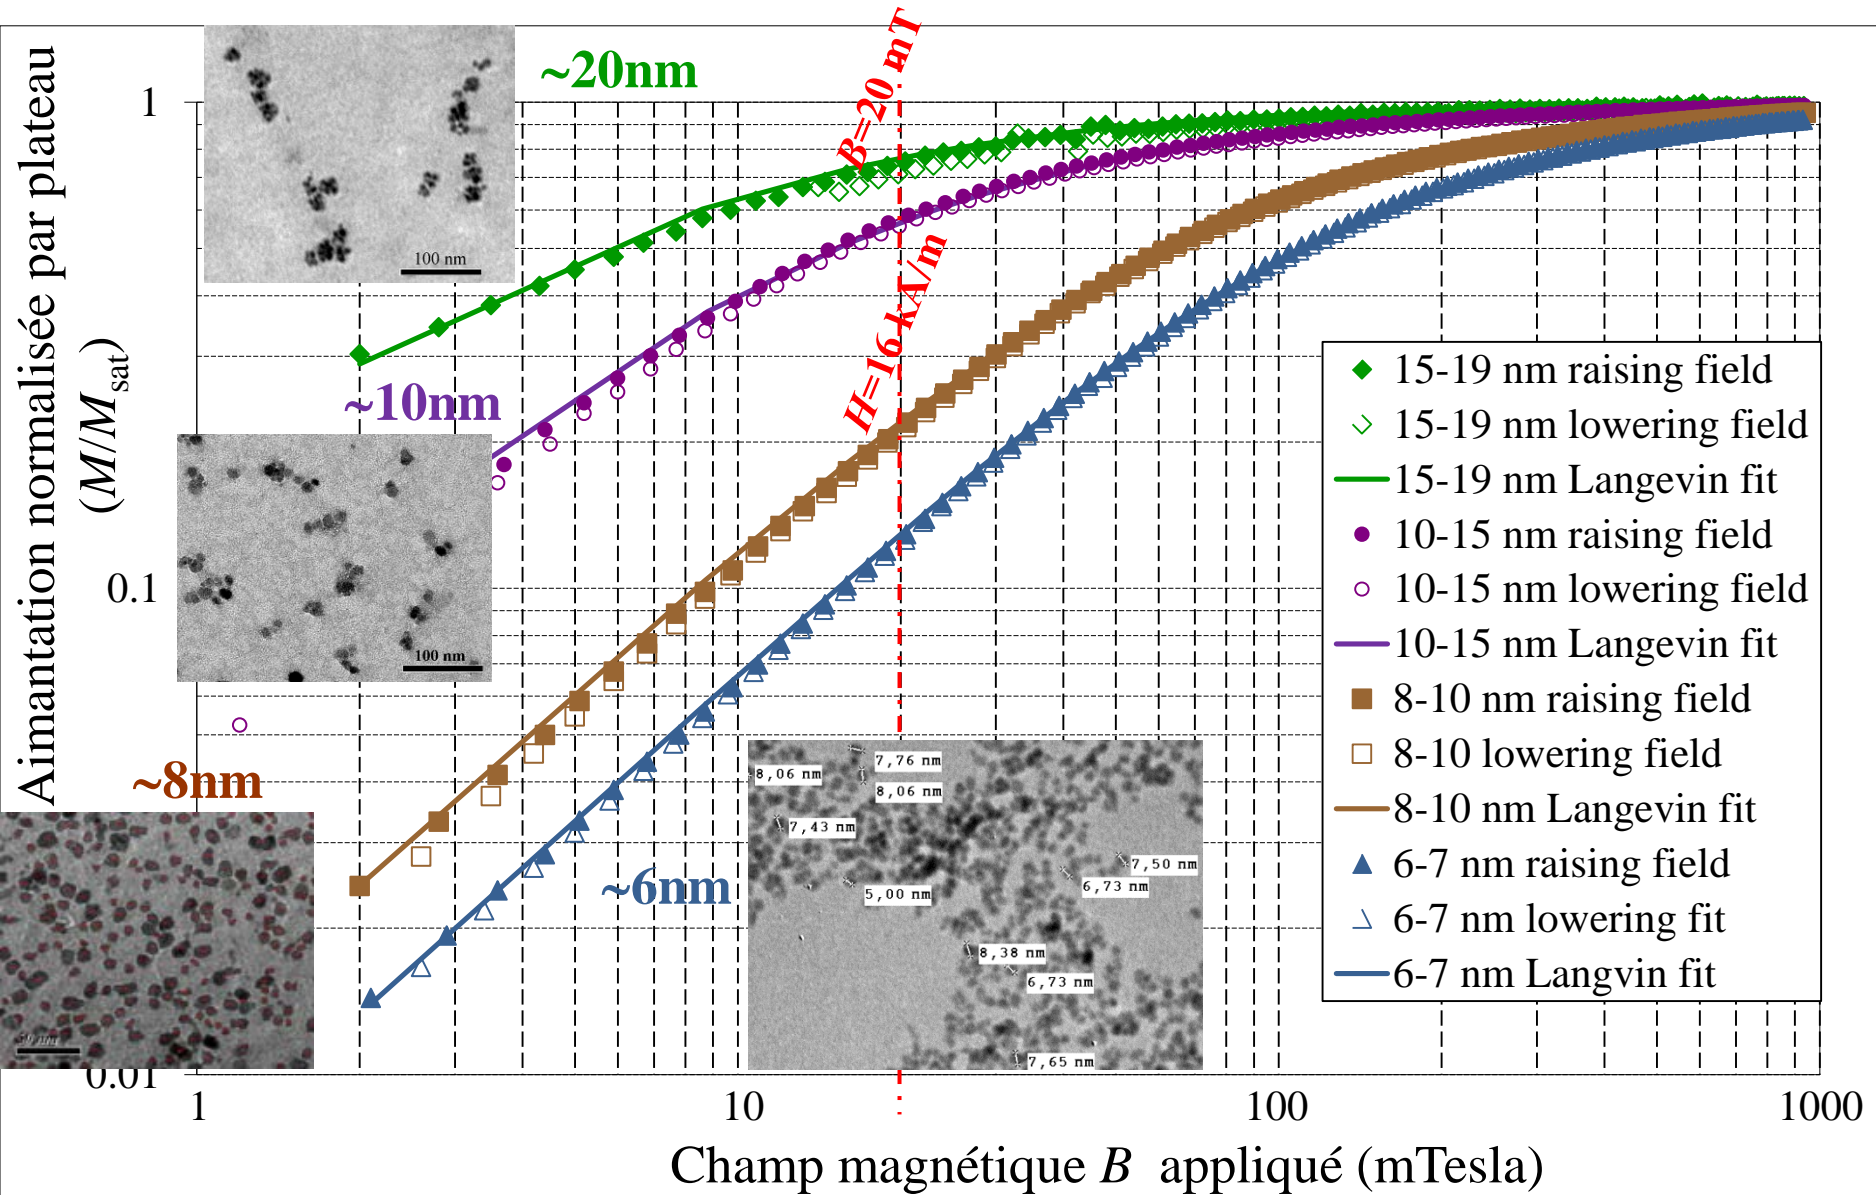 Aimantation normalisée par plateau
(M/Msat)
1
0.1
0.01
1
10
100
1000
Champ magnétique B appliqué (mTesla)
~20nm
~10nm
~8nm
~6nm
B=20 mT
H=16 kA/m
100 nm
100 nm
50 nm
8,06 nm
7,76 nm
8,06 nm
7,43 nm
5,00 nm
7,50 nm
6,73 nm
8,38 nm
6,73 nm
7,65 nm
15-19 nm raising field
15-19 nm lowering field
15-19 nm Langevin fit
10-15 nm raising field
10-15 nm lowering field
10-15 nm Langevin fit
8-10 nm raising field
8-10 nm lowering field
8-10 nm Langevin fit
6-7 nm raising field
6-7 nm lowering fit
6-7 nm Langvin fit